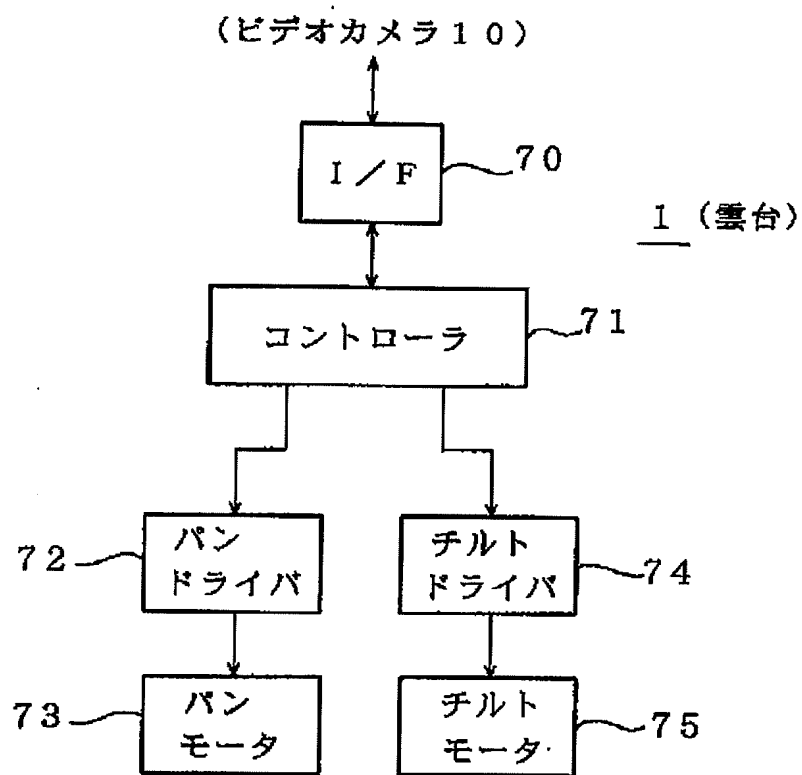 （ビデオカメラ１０）
Ｉ／Ｆ
７０
１（雲台）
コントローラ
７１
７２
パン
ドライバ
チルト
ドライバ
７４
７３
パン
モータ
チルト
モータ
７５